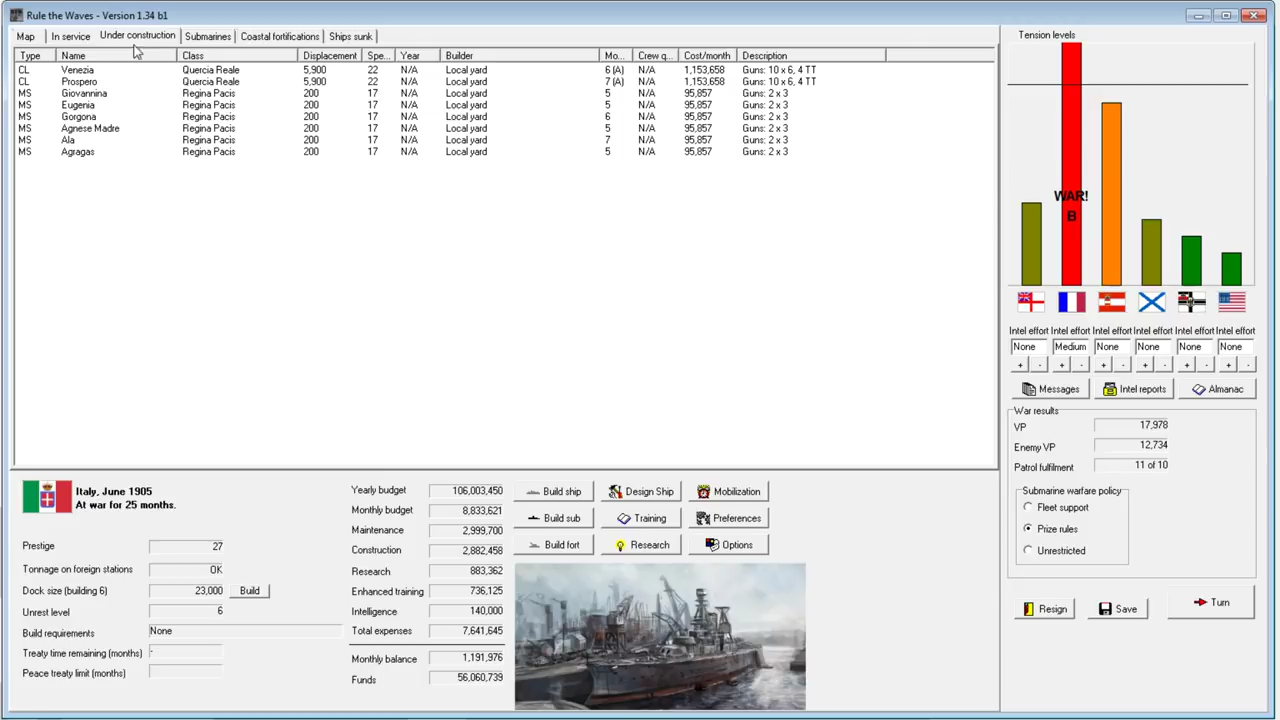 Rule the Waves - Version 1.34 b1
Map In service Under construction Submarines Coastal fortifications Ships sunk
Type Name Class Displacement Spe... Year Builder Mo... Crew q... Cost/month Description
CL Venezia Quercia Reale 5,900 22 N/A Local yard 6 (A) N/A 1,153,658 Guns: 10 x 6, 4 TT
CL Prospero Quercia Reale 5,900 22 N/A Local yard 7 (A) N/A 1,153,658 Guns: 10 x 6, 4 TT
MS Giovannina Regina Pacis 200 17 N/A Local yard 5 N/A 95,857 Guns: 2 x 3
MS Eugenia Regina Pacis 200 17 N/A Local yard 5 N/A 95,857 Guns: 2 x 3
MS Gorgona Regina Pacis 200 17 N/A Local yard 6 N/A 95,857 Guns: 2 x 3
MS Agnese Madre Regina Pacis 200 17 N/A Local yard 5 N/A 95,857 Guns: 2 x 3
MS Ala Regina Pacis 200 17 N/A Local yard 7 N/A 95,857 Guns: 2 x 3
MS Agragas Regina Pacis 200 17 N/A Local yard 5 N/A 95,857 Guns: 2 x 3
Italy, June 1905
At war for 25 months.
Prestige 27
Tonnage on foreign stations OK
Dock size (building 6) 23,000 Build
Unrest level 6
Build requirements None
Treaty time remaining (months) -
Peace treaty limit (months)
Yearly budget 106,003,450
Monthly budget 8,833,621
Maintenance 2,999,700
Construction 2,882,458
Research 883,362
Enhanced training 736,125
Intelligence 140,000
Total expenses 7,641,645
Monthly balance 1,191,976
Funds 56,060,739
Build ship Design Ship Mobilization
Build sub Training Preferences
Build fort Research Options
Tension levels
WAR!
B
Intel effort Intel effort Intel effort Intel effort Intel effort Intel effort
None Medium None None None None
+ - + - + - + - + - + -
Messages Intel reports Almanac
War results
VP 17,978
Enemy VP 12,734
Patrol fulfilment 11 of 10
Submarine warfare policy
Fleet support
Prize rules
Unrestricted
Resign Save Turn